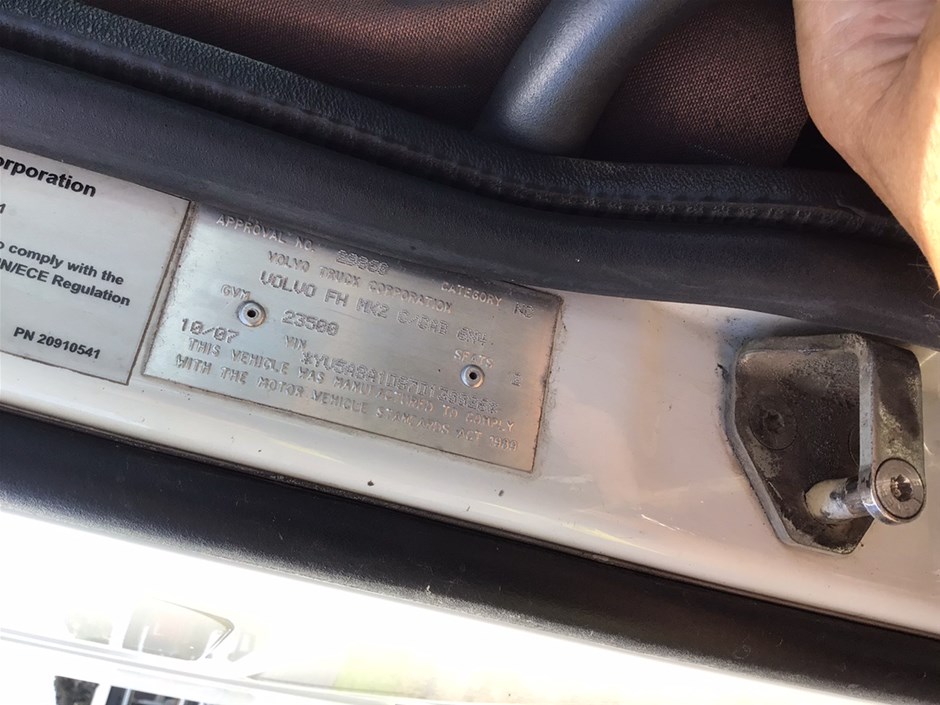 orporation
1
o comply with the
N/ECE Regulation
PN 20910541
APPROVAL NO. CATEGORY NC
VOLVO TRUCK CORPORATION
VOLVO FH MK2 C/CAB 6X4
GVM 23500 SEATS
10/07 VIN
THIS VEHICLE WAS MANUFACTURED TO COMPLY
WITH THE MOTOR VEHICLE STANDARDS ACT 1989